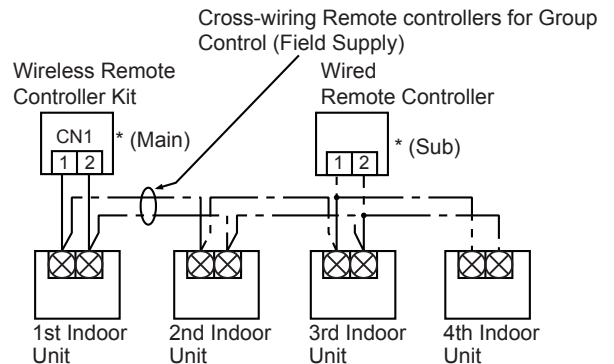 Cross-wiring Remote controllers for Group
Control (Field Supply)
Wireless Remote
Controller Kit
Wired
Remote Controller
CN1
* (Main)
1 2
* (Sub)
1 2
1st Indoor
Unit
2nd Indoor
Unit
3rd Indoor
Unit
4th Indoor
Unit